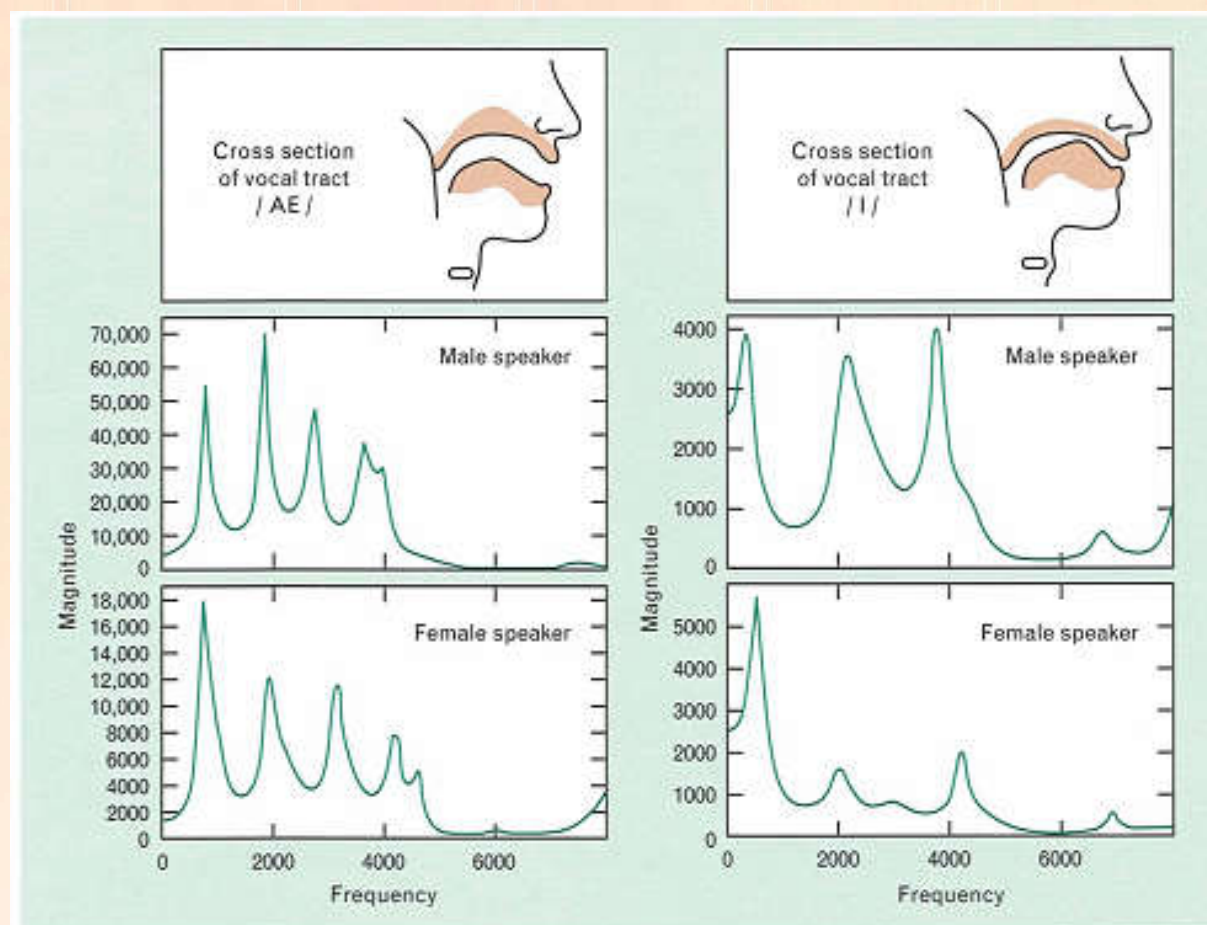 Cross section
of vocal tract
/ AE /
Cross section
of vocal tract
/ I /
Magnitude
70,000
60,000
50,000
40,000
30,000
20,000
10,000
0
Male speaker
Magnitude
4000
3000
2000
1000
0
Male speaker
18,000
16,000
14,000
12,000
10,000
8000
6000
4000
2000
0
Female speaker
0 2000 4000 6000
Frequency
5000
4000
3000
2000
1000
0
Female speaker
0 2000 4000 6000
Frequency